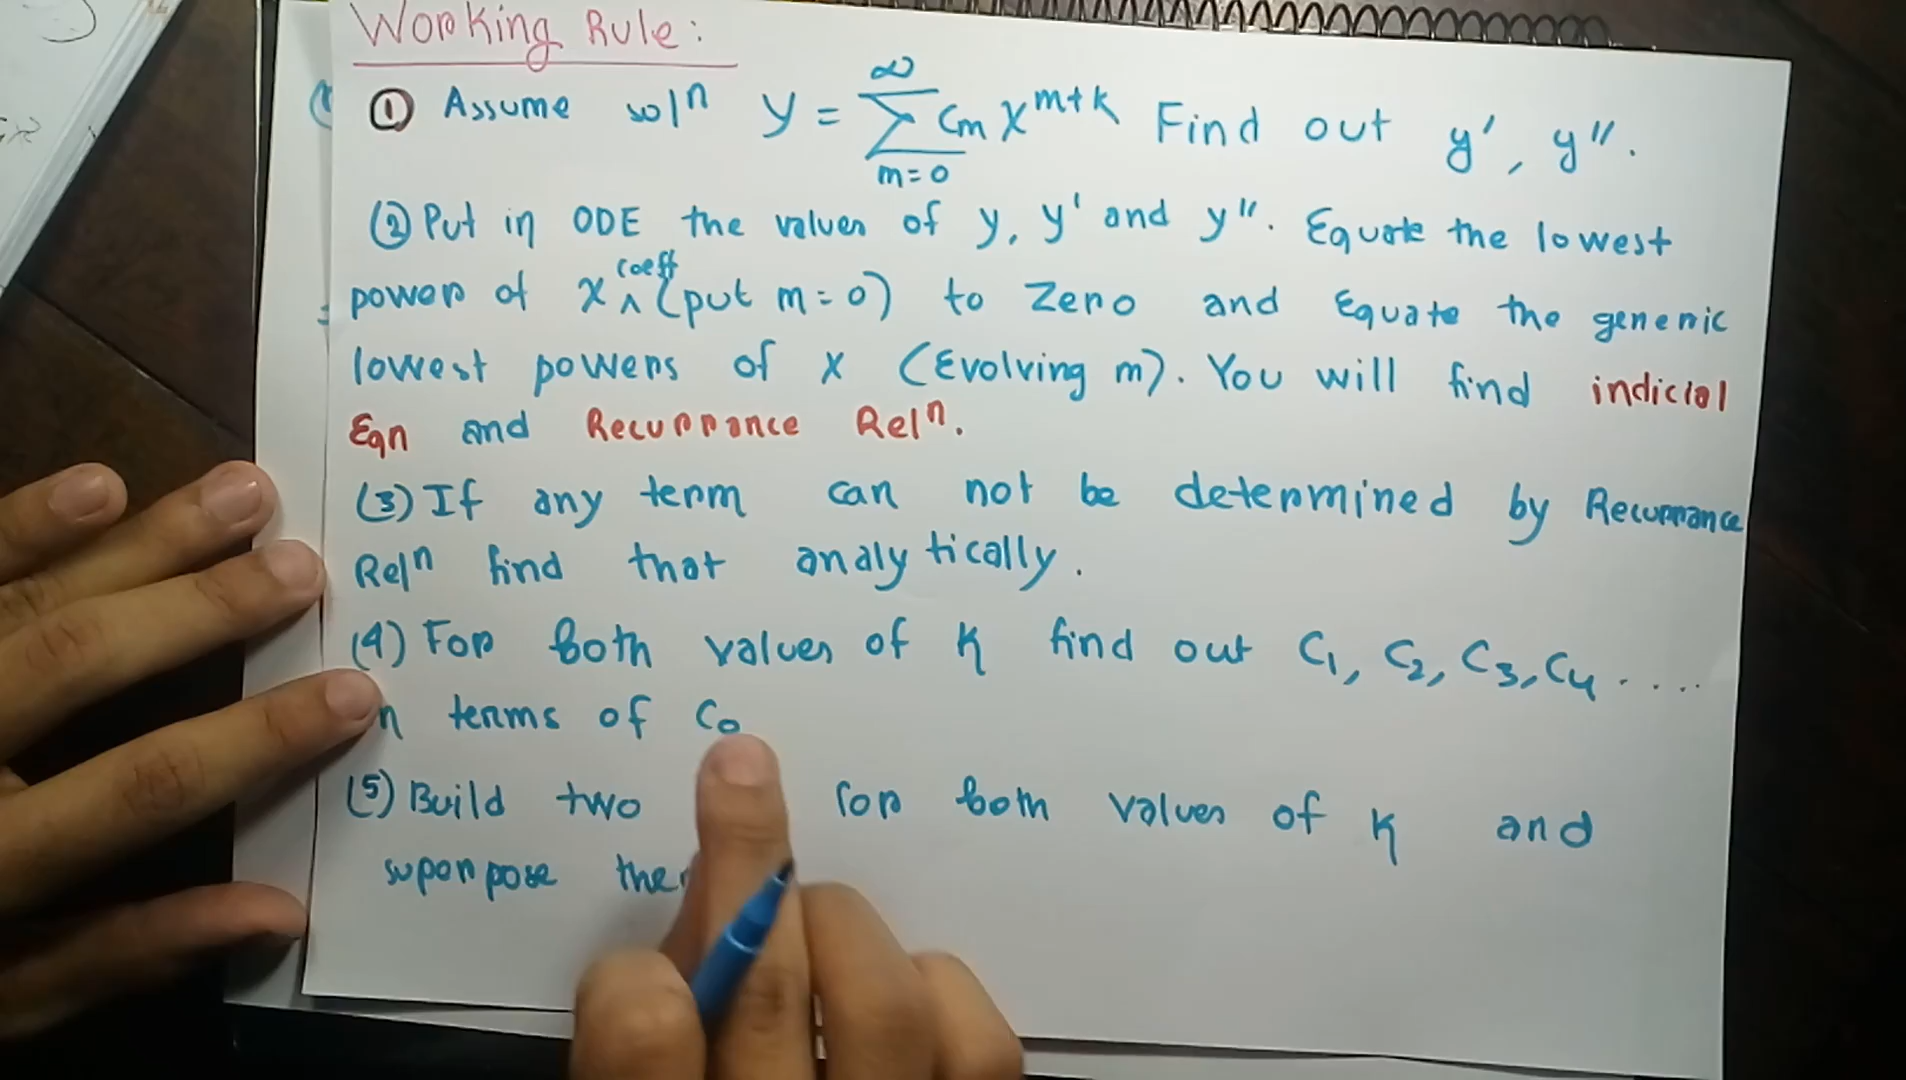 Working Rule:
① Assume solⁿ y = ∞ Σ m=0 Cm x^m+k Find out y', y''.
(2) Put in ODE the values of y, y' and y''. Equate the lowest
power of x coeff ^ (put m=0) to zero and Equate the generic
lowest powers of x (Evolving m). You will find indicial
Eqn and Recurrance Relⁿ.
(3) If any term can not be determined by Recurrance
Relⁿ find that analytically.
(4) For both values of K find out C₁, C₂, C₃, C₄ . . . .
n terms of C₀
(5) Build two for both values of K and
superpose the